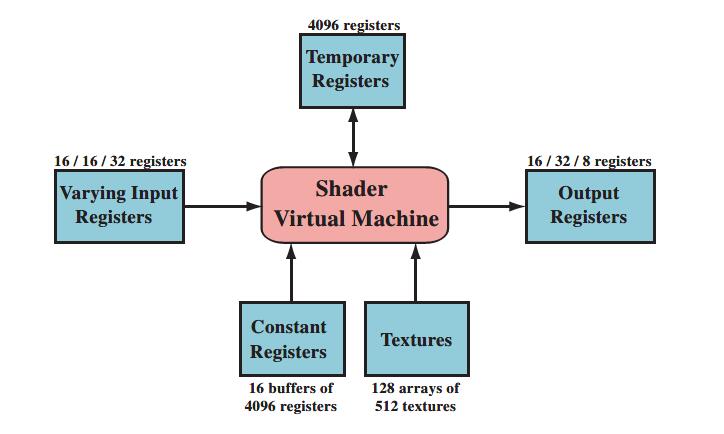 4096 registers
Temporary
Registers
16 / 16 / 32 registers
Varying Input
Registers
Shader
Virtual Machine
16 / 32 / 8 registers
Output
Registers
Constant
Registers
16 buffers of
4096 registers
Textures
128 arrays of
512 textures